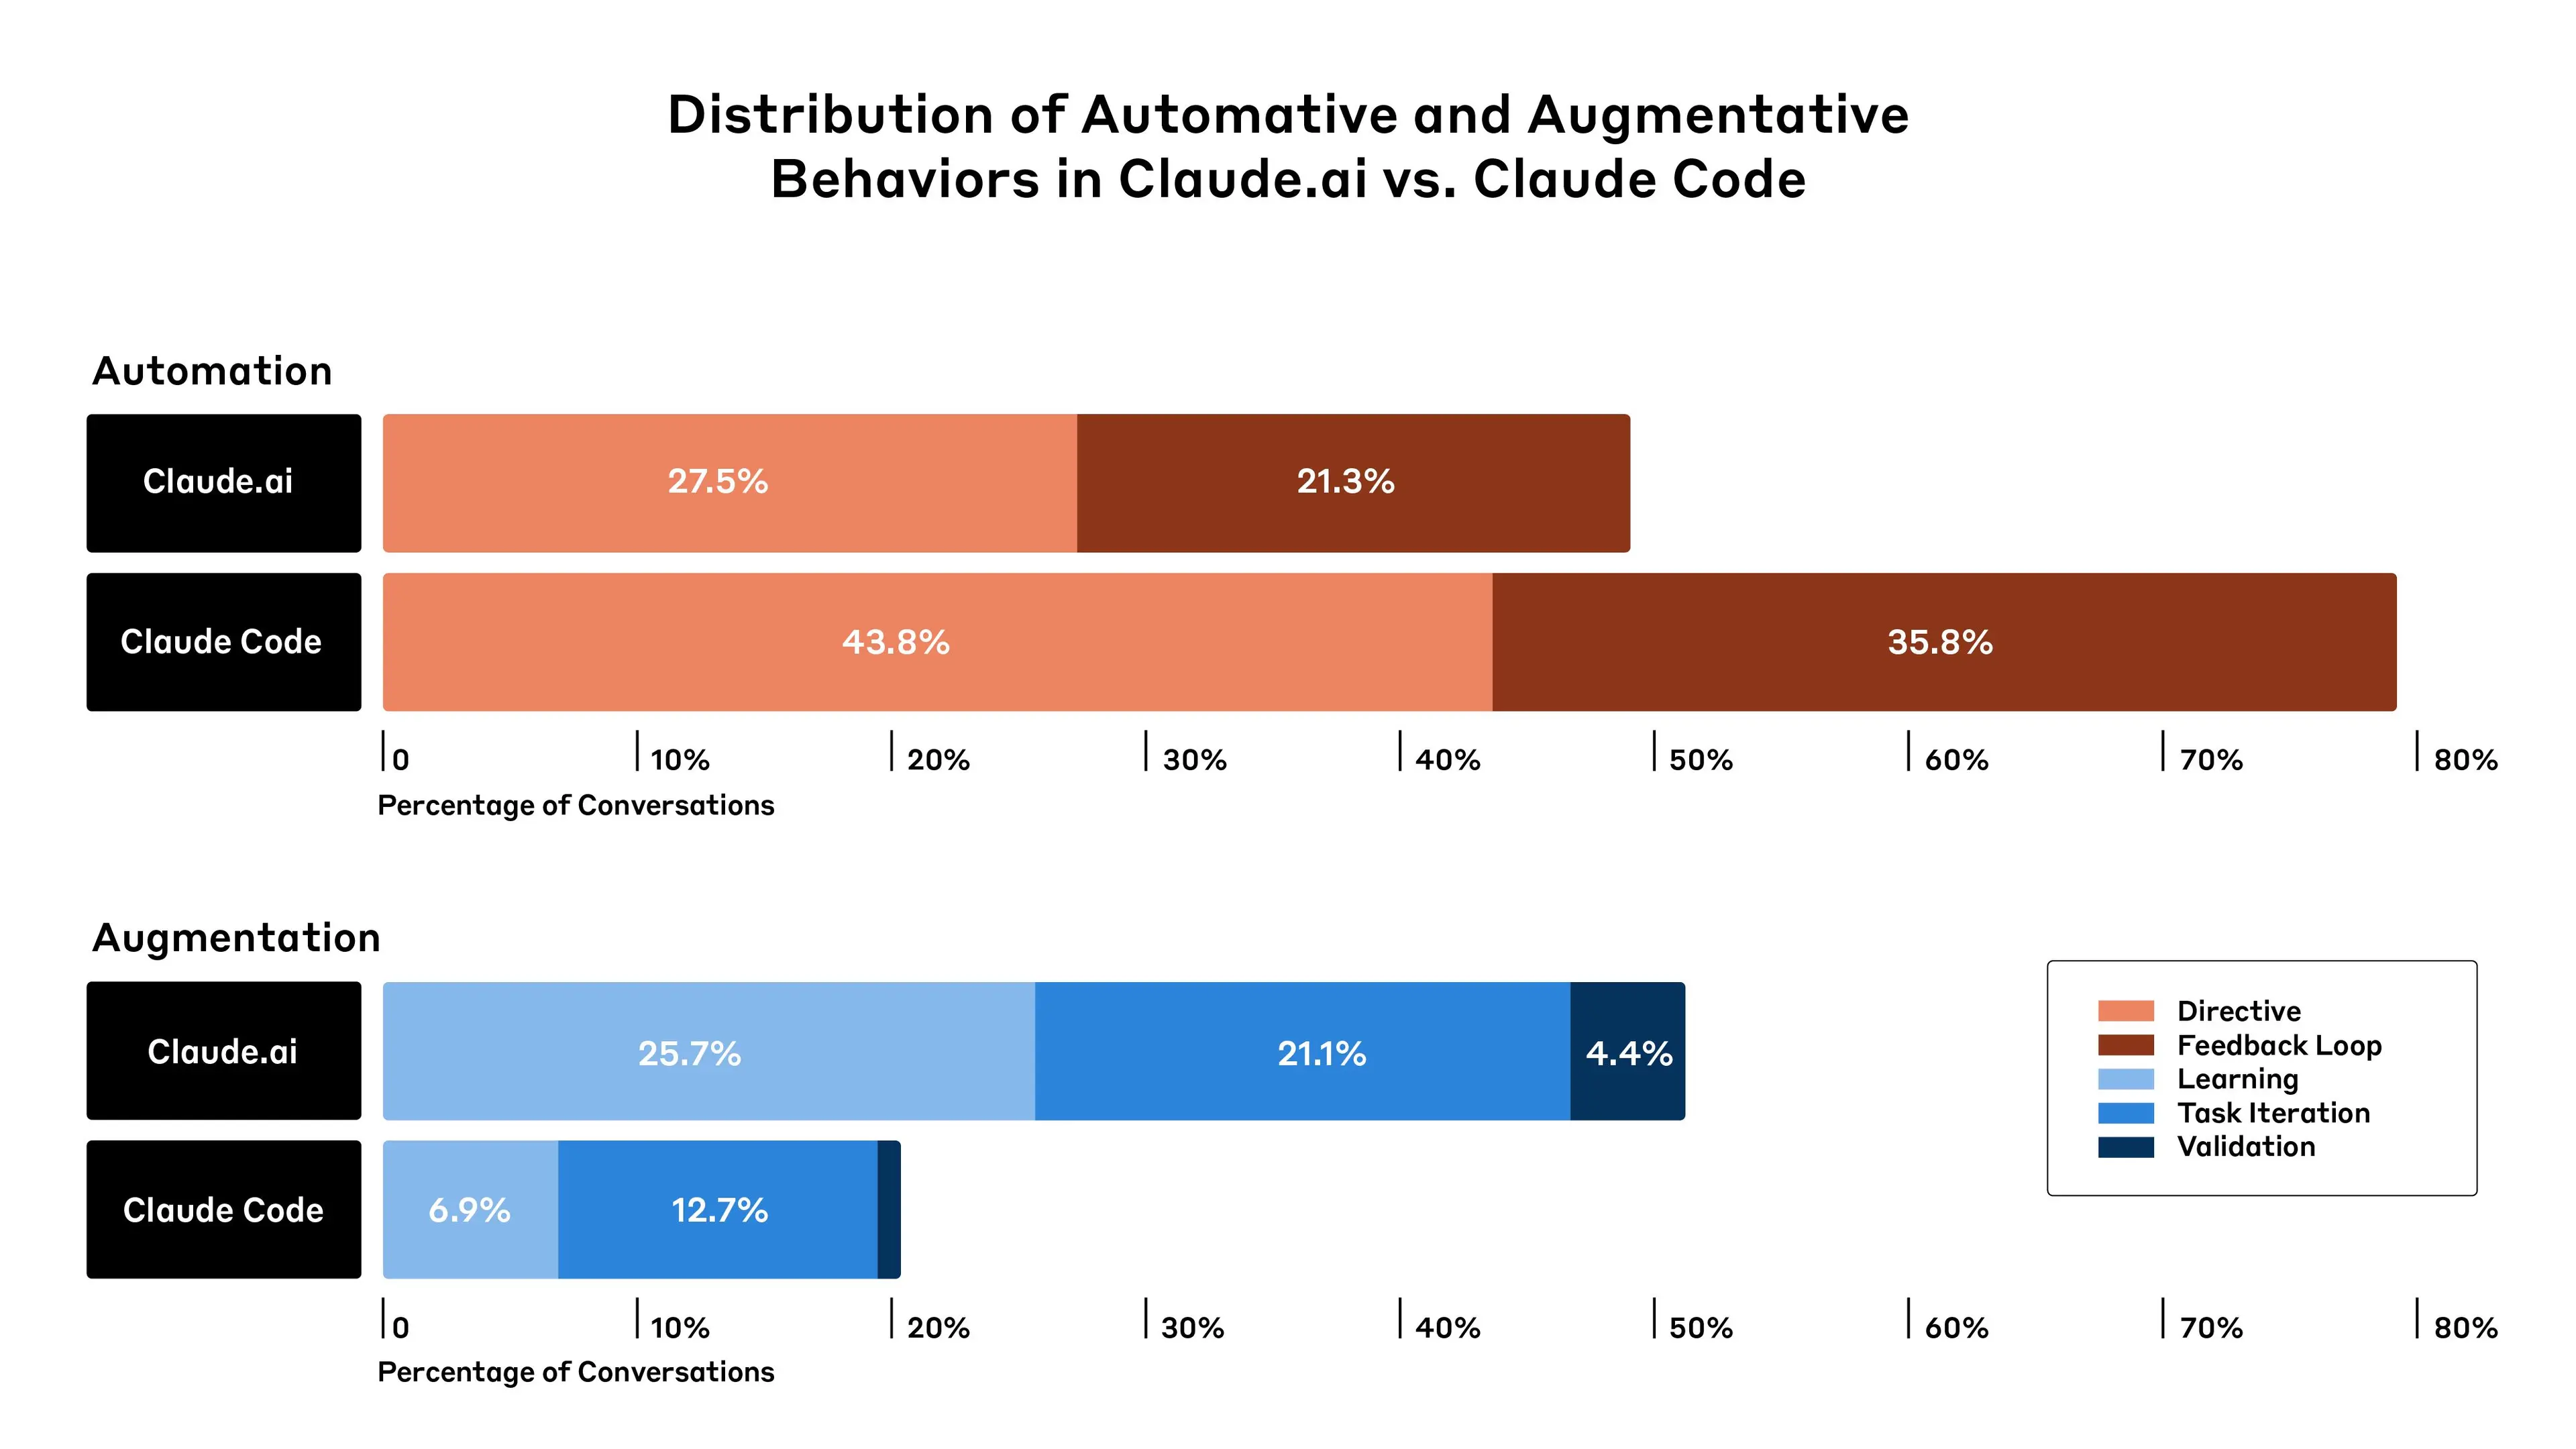 Distribution of Automative and Augmentative
Behaviors in Claude.ai vs. Claude Code
Automation
Claude.ai
27.5%
21.3%
Claude Code
43.8%
35.8%
0 10% 20% 30% 40% 50% 60% 70% 80%
Percentage of Conversations
Augmentation
Claude.ai
25.7%
21.1%
4.4%
Claude Code
6.9%
12.7%
Directive
Feedback Loop
Learning
Task Iteration
Validation
0 10% 20% 30% 40% 50% 60% 70% 80%
Percentage of Conversations